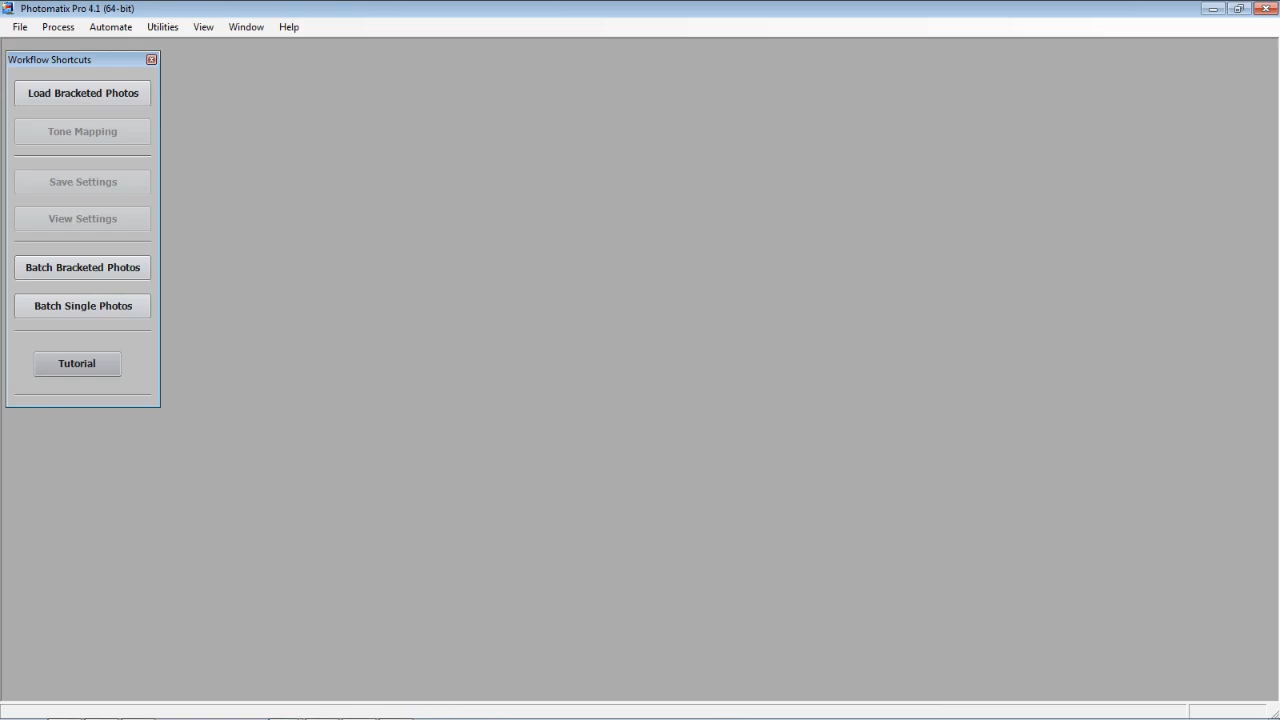 Photomatix Pro 4.1 (64-bit)
File Process Automate Utilities View Window Help
Workflow Shortcuts
Load Bracketed Photos
Tone Mapping
Save Settings
View Settings
Batch Bracketed Photos
Batch Single Photos
Tutorial